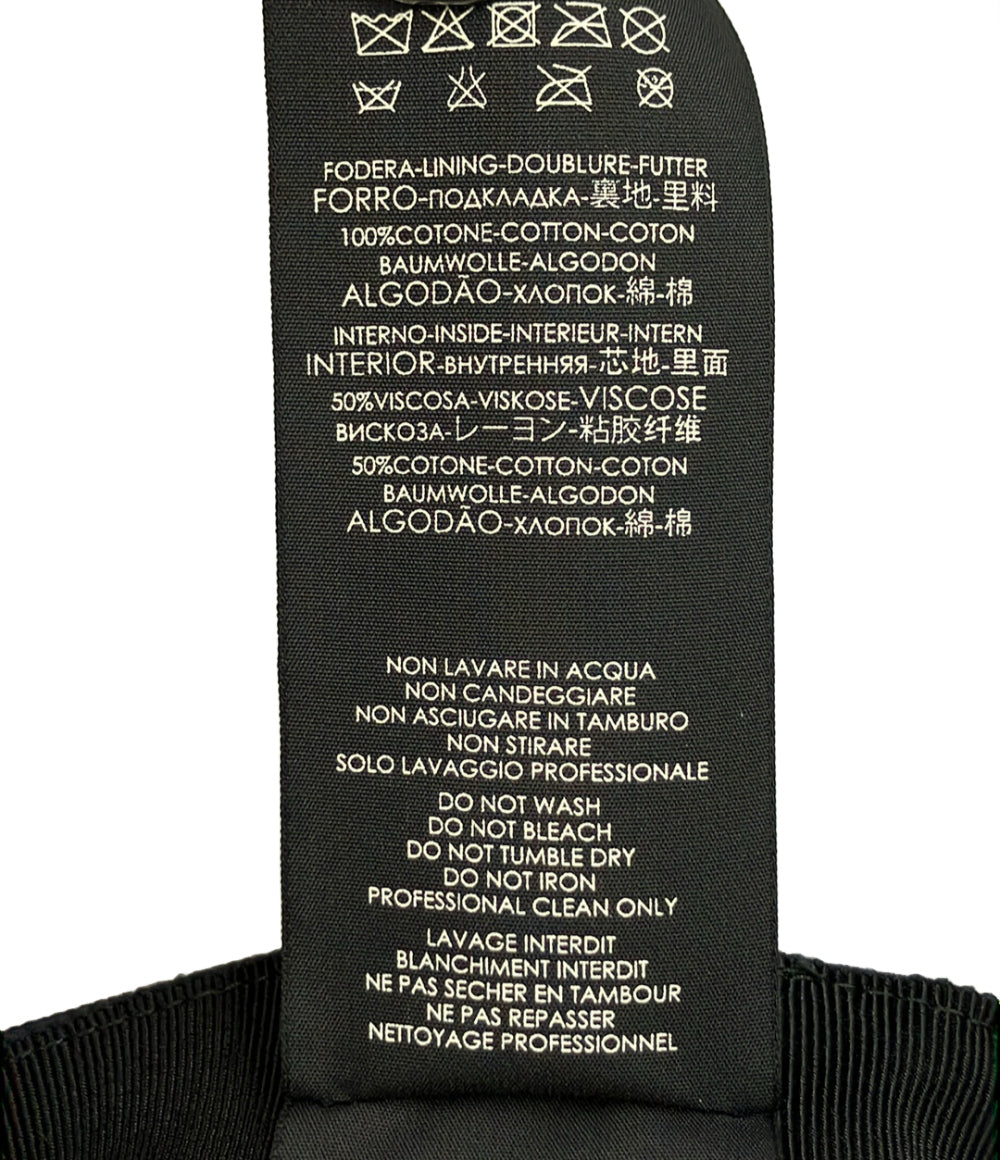 FODERA-LINING-DOUBLURE-FUTTER
FORRO-ПОДКЛАДКА-裏地-里料
100%COTONE-COTTON-COTON
BAUMWOLLE-ALGODON
ALGODÃO-ХЛОПОК-綿-棉
INTERNO-INSIDE-INTERIEUR-INTERN
INTERIOR-ВНУТРЕННЯЯ-芯地-里面
50%VISCOSA-VISKOSE-VISCOSE
ВИСКОЗА-レーヨン-粘胶纤维
50%COTONE-COTTON-COTON
BAUMWOLLE-ALGODON
ALGODÃO-ХЛОПОК-綿-棉
NON LAVARE IN ACQUA
NON CANDEGGIARE
NON ASCIUGARE IN TAMBURO
NON STIRARE
SOLO LAVAGGIO PROFESSIONALE
DO NOT WASH
DO NOT BLEACH
DO NOT TUMBLE DRY
DO NOT IRON
PROFESSIONAL CLEAN ONLY
LAVAGE INTERDIT
BLANCHIMENT INTERDIT
NE PAS SECHER EN TAMBOUR
NE PAS REPASSER
NETTOYAGE PROFESSIONNEL